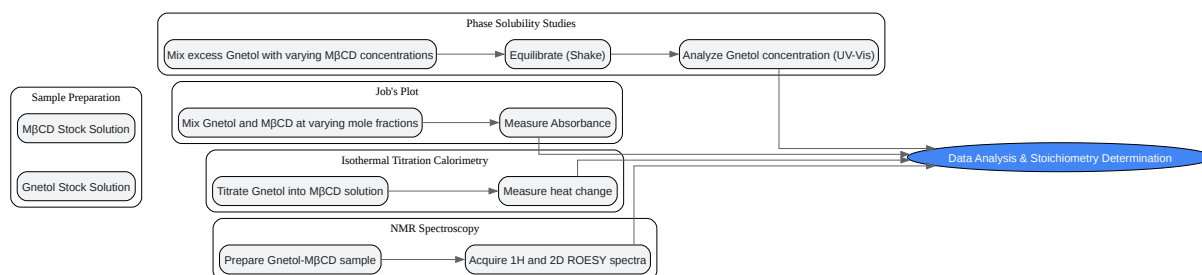 Phase Solubility Studies
Mix excess Gnetol with varying MβCD concentrations
Equilibrate (Shake)
Analyze Gnetol concentration (UV-Vis)
Sample Preparation
MβCD Stock Solution
Gnetol Stock Solution
Job's Plot
Mix Gnetol and MβCD at varying mole fractions
Measure Absorbance
Isothermal Titration Calorimetry
Titrate Gnetol into MβCD solution
Measure heat change
NMR Spectroscopy
Prepare Gnetol-MβCD sample
Acquire 1H and 2D ROESY spectra
Data Analysis & Stoichiometry Determination